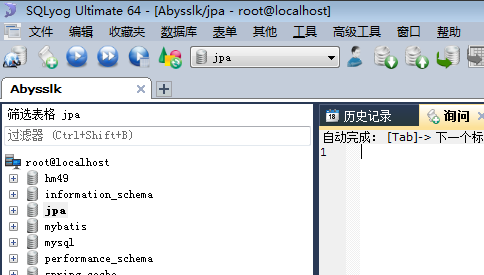 SQLyog Ultimate 64 - [Abysslk/jpa - root@localhost]
文件 编辑 收藏夹 数据库 表单 其他 工具 高级工具 窗口 帮助
jpa
Abysslk
筛选表格 jpa
过滤器 (Ctrl+Shift+B)
root@localhost
hm49
information_schema
jpa
mybatis
mysql
performance_schema
spring_cache
18 历史记录 询问
自动完成: [Tab]-> 下一个标
1